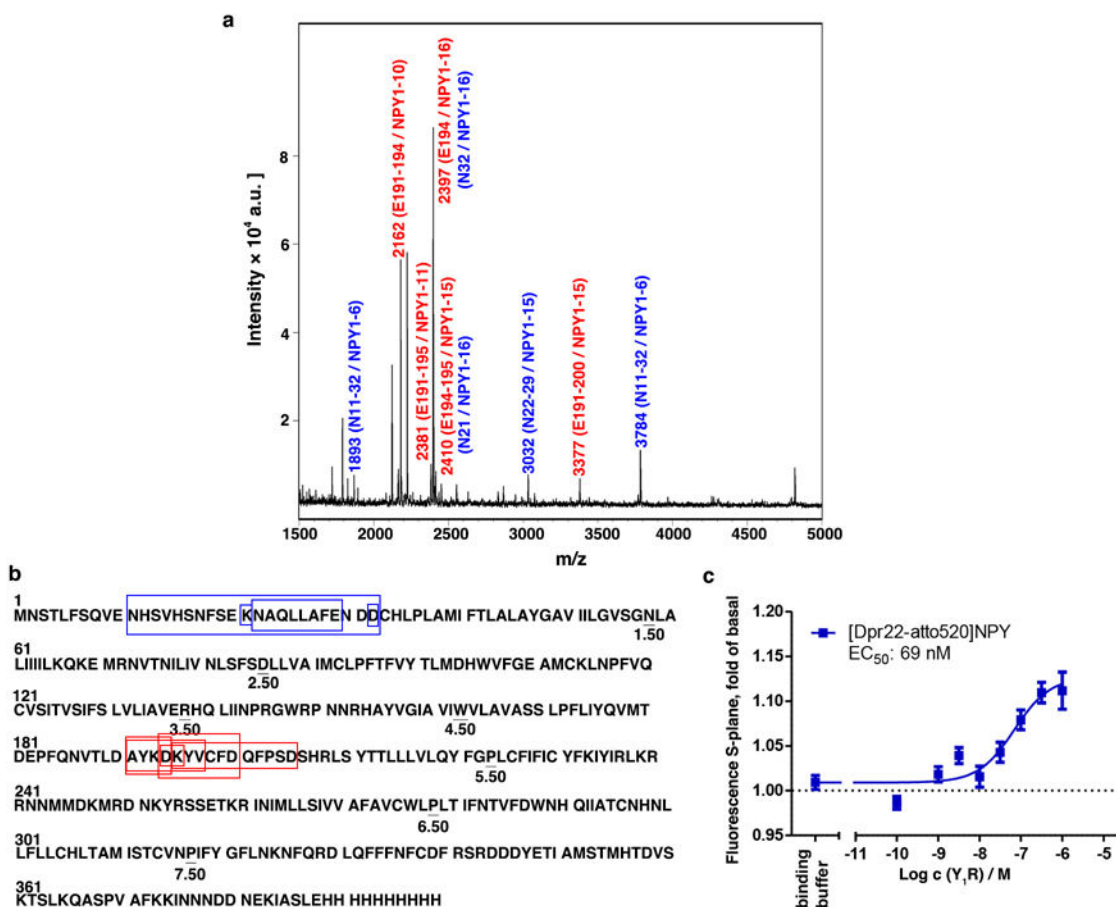 a
Intensity × 10⁴ a.u.
8
6
4
2
1893 (N11-32 / NPY1-6)
2162 (E191-194 / NPY1-10)
2381 (E191-195 / NPY1-11)
2397 (E194 / NPY1-16)
(N32 / NPY1-16)
2410 (E194-195 / NPY1-15)
(N21 / NPY1-16)
3032 (N22-29 / NPY1-15)
3377 (E191-200 / NPY1-15)
3784 (N11-32 / NPY1-6)
1500 2000 2500 3000 3500 4000 4500 5000
m/z
b
1
MNSTLFSQVE NHSVHSNFSE KNAQLLAFEN DDDCHLPLAMI FTLALAYGAV IILGVSGNLA
1.50
61
LIIIILKQKEM RNVTNILIV NLSFSDLLVA IMCLPFTFVY TLMDHWVFGE AMCKLNPFVQ
2.50
121
CVSITVSIFS LVLIAVERHQ LIINPRGWRP NNRHAYVGIA VIWVLAVASS LPFLIYQVMT
3.50 4.50
181
DEPFQNVTLD AYKDKYVCFD QFPSDSHRLS YTTLLLVLQY FGPLCFIFIC YFKIYIRLKR
5.50
241
RNNMMDKMRD NKYRSSETKR INIMLLSIVV AFAVCWLPLT IFNTVFDWNH QIIATCNHNL
6.50
301
LFLLCHLTAM ISTCVNPIFY GFLNKNFQRD LQFFFNFCDF RSRDDDYETI AMSTMHTDVS
7.50
361
KTSLKQASPV AFKKINNNDD NEKIASLEHH HHHHHHHH
c
Fluorescence S-plane, fold of basal
1.20
1.15
1.10
1.05
1.00
0.95
[Dpr22-atto520]NPY
EC₅₀: 69 nM
binding
buffer
-11 -10 -9 -8 -7 -6 -5
Log c (Y₁R) / M